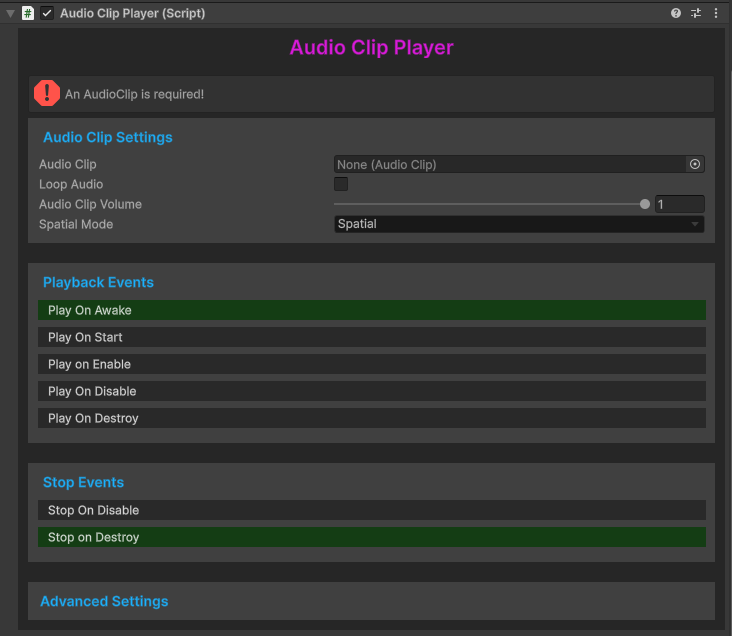 Audio Clip Player (Script)
Audio Clip Player
An AudioClip is required!
Audio Clip Settings
Audio Clip None (Audio Clip)
Loop Audio
Audio Clip Volume 1
Spatial Mode Spatial
Playback Events
Play On Awake
Play On Start
Play on Enable
Play On Disable
Play On Destroy
Stop Events
Stop On Disable
Stop on Destroy
Advanced Settings